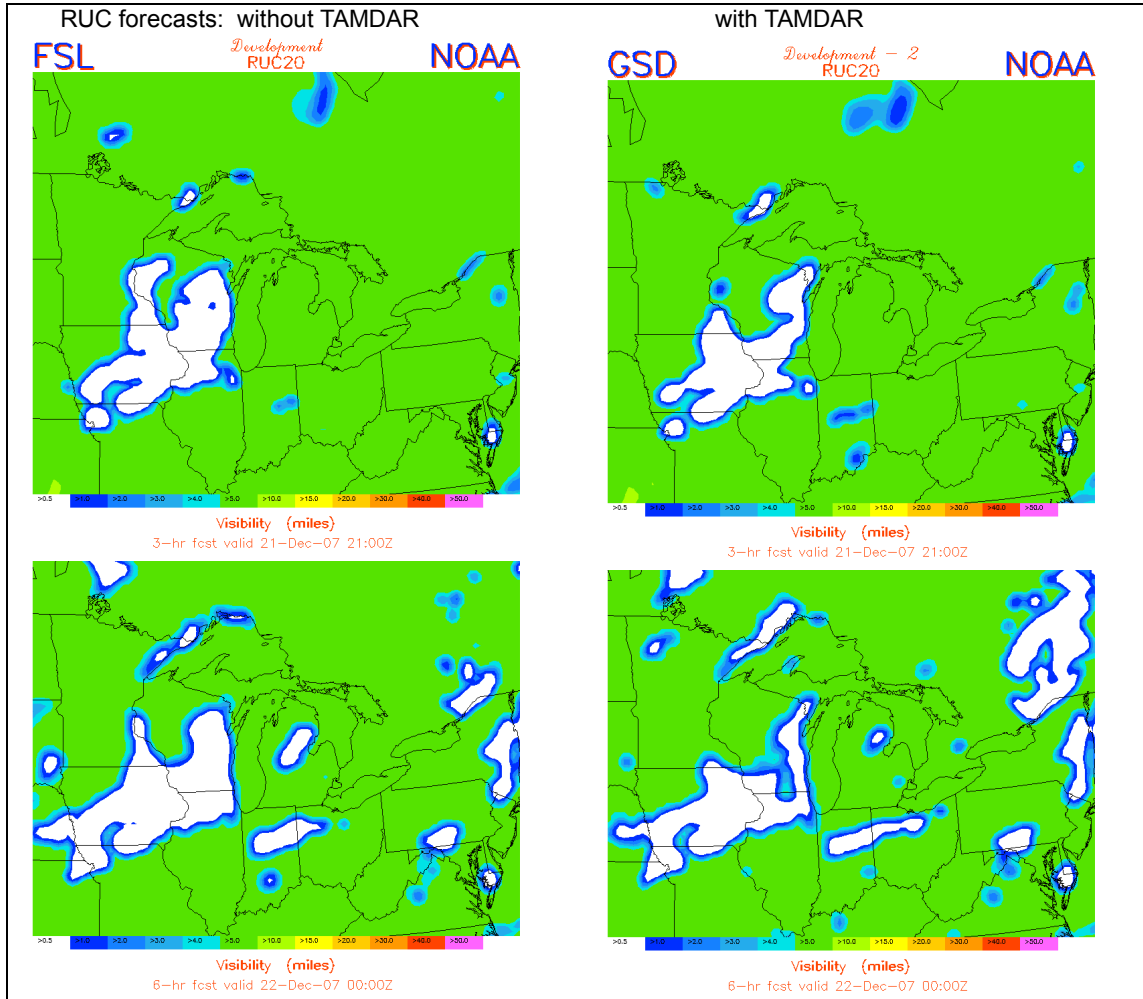 RUC forecasts: without TAMDAR
with TAMDAR
FSL
Development
RUC20
NOAA
GSD
Development - 2
RUC20
NOAA
>0.5 >1.0 >2.0 >3.0 >4.0 >5.0 >10.0 >15.0 >20.0 >30.0 >40.0 >50.0
Visibility (miles)
3-hr fcst valid 21-Dec-07 21:00Z
>0.5 >1.0 >2.0 >3.0 >4.0 >5.0 >10.0 >15.0 >20.0 >30.0 >40.0 >50.0
Visibility (miles)
3-hr fcst valid 21-Dec-07 21:00Z
>0.5 >1.0 >2.0 >3.0 >4.0 >5.0 >10.0 >15.0 >20.0 >30.0 >40.0 >50.0
Visibility (miles)
6-hr fcst valid 22-Dec-07 00:00Z
>0.5 >1.0 >2.0 >3.0 >4.0 >5.0 >10.0 >15.0 >20.0 >30.0 >40.0 >50.0
Visibility (miles)
6-hr fcst valid 22-Dec-07 00:00Z